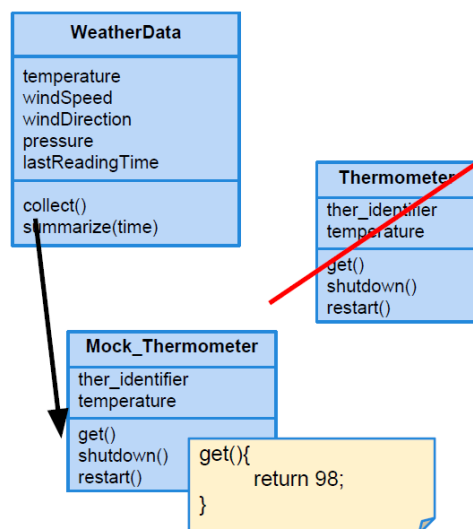 WeatherData
temperature
windSpeed
windDirection
pressure
lastReadingTime
collect()
summarize(time)
Thermometer
ther_identifier
temperature
get()
shutdown()
restart()
Mock_Thermometer
ther_identifier
temperature
get()
shutdown()
restart()
get(){
return 98;
}